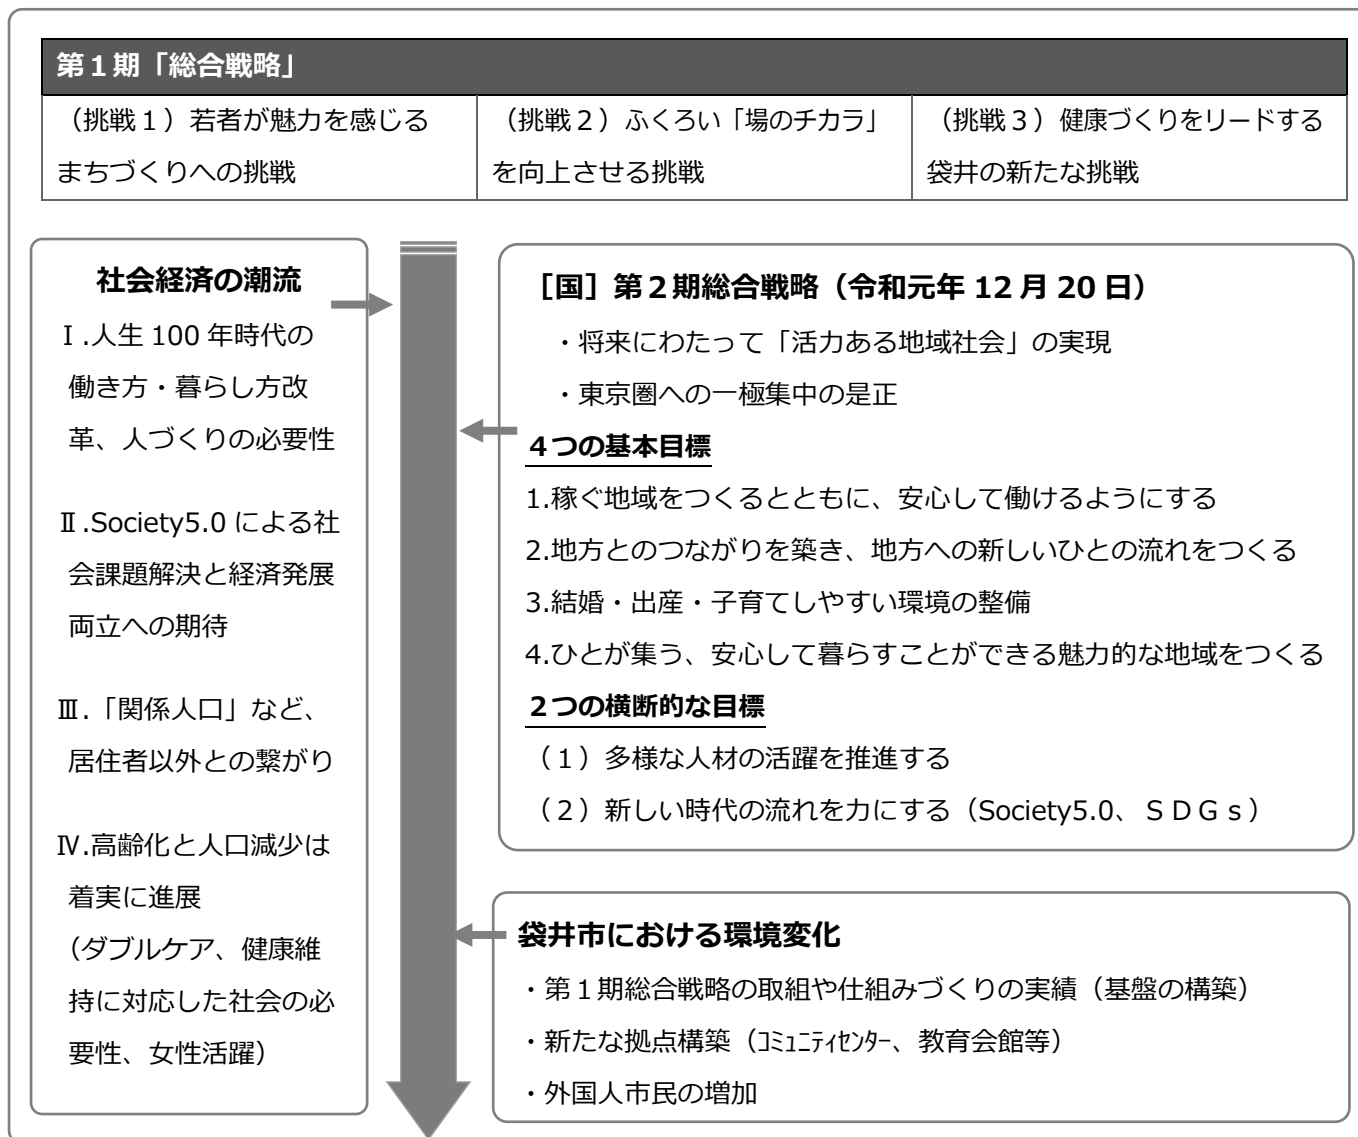 第１期「総合戦略」
（挑戦１）若者が魅力を感じる
まちづくりへの挑戦
（挑戦２）ふくろい「場のチカラ」
を向上させる挑戦
（挑戦３）健康づくりをリードする
袋井の新たな挑戦
社会経済の潮流
Ⅰ.人生 100 年時代の
働き方・暮らし方改
革、人づくりの必要性
Ⅱ.Society5.0 による社
会課題解決と経済発展
両立への期待
Ⅲ.「関係人口」など、
居住者以外との繋がり
Ⅳ.高齢化と人口減少は
着実に進展
（ダブルケア、健康維
持に対応した社会の必
要性、女性活躍）
［国］第２期総合戦略（令和元年 12 月 20 日）
・将来にわたって「活力ある地域社会」の実現
・東京圏への一極集中の是正
４つの基本目標
1.稼ぐ地域をつくるとともに、安心して働けるようにする
2.地方とのつながりを築き、地方への新しいひとの流れをつくる
3.結婚・出産・子育てしやすい環境の整備
4.ひとが集う、安心して暮らすことができる魅力的な地域をつくる
２つの横断的な目標
（１）多様な人材の活躍を推進する
（２）新しい時代の流れを力にする（Society5.0、ＳＤＧｓ）
袋井市における環境変化
・第１期総合戦略の取組や仕組みづくりの実績（基盤の構築）
・新たな拠点構築（ｺﾐｭﾆﾃｨｾﾝﾀｰ、教育会館等）
・外国人市民の増加